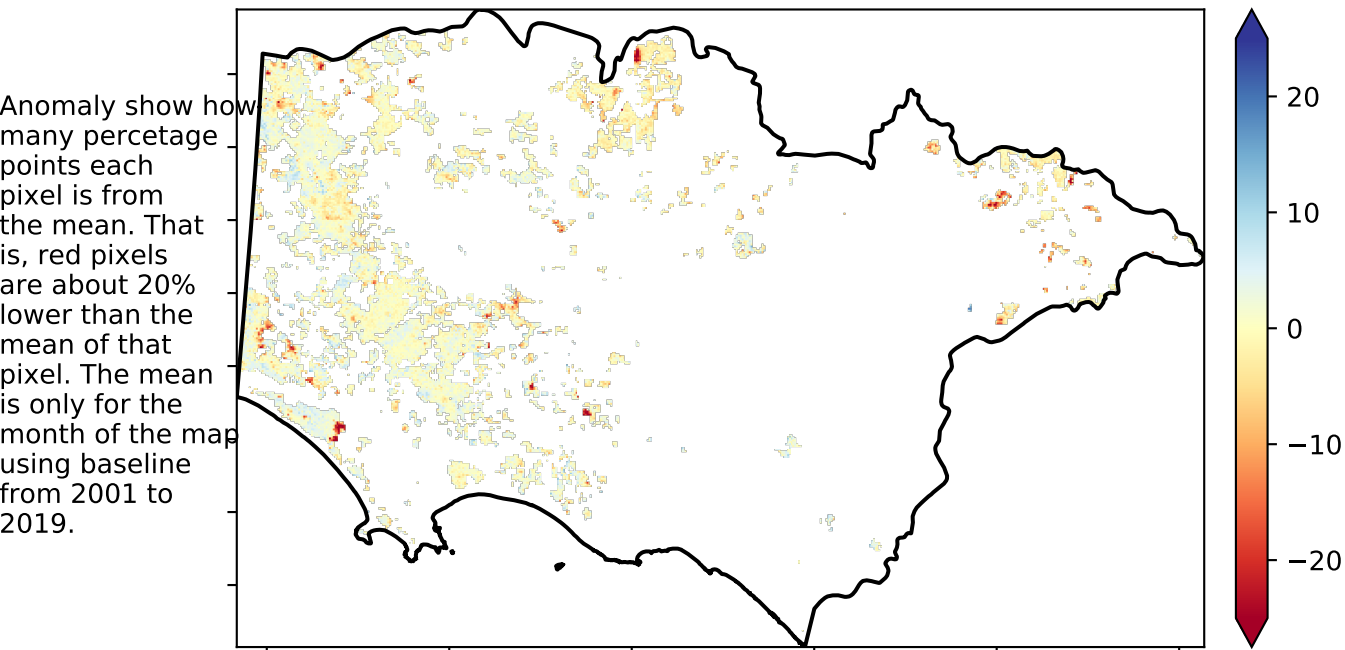 Anomaly show how
many percetage
points each
pixel is from
the mean. That
is, red pixels
are about 20%
lower than the
mean of that
pixel. The mean
is only for the
month of the map
using baseline
from 2001 to
2019.
20
10
0
−10
−20